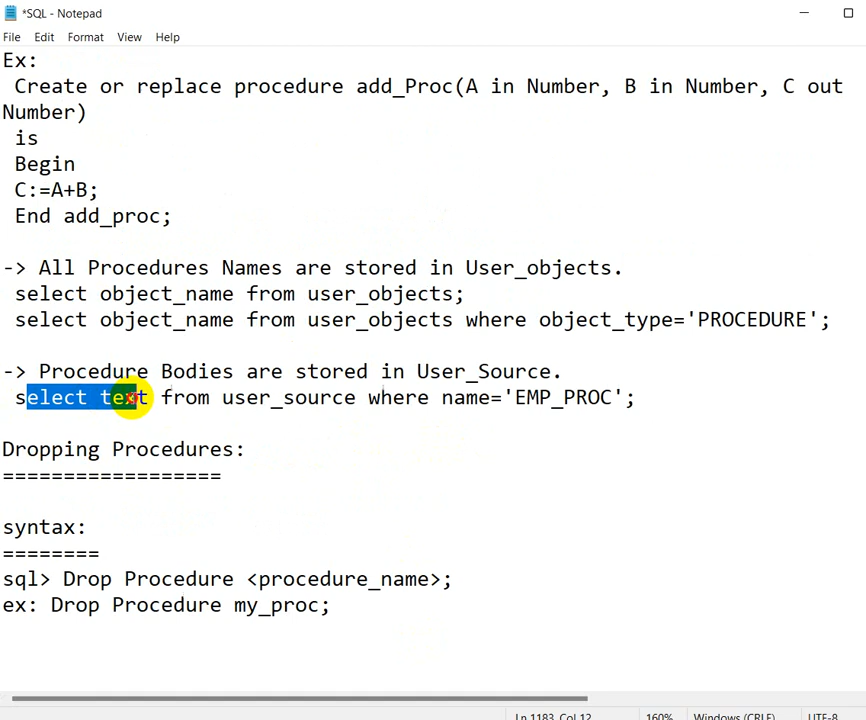 *SQL - Notepad
File Edit Format View Help
Ex:
Create or replace procedure add_Proc(A in Number, B in Number, C out
Number)
is
Begin
C:=A+B;
End add_proc;
-> All Procedures Names are stored in User_objects.
select object_name from user_objects;
select object_name from user_objects where object_type='PROCEDURE';
-> Procedure Bodies are stored in User_Source.
select text from user_source where name='EMP_PROC';
Dropping Procedures:
==================
syntax:
========
sql> Drop Procedure <procedure_name>;
ex: Drop Procedure my_proc;
Ln 1183, Col 12 160% Windows (CRLF) UTF-8